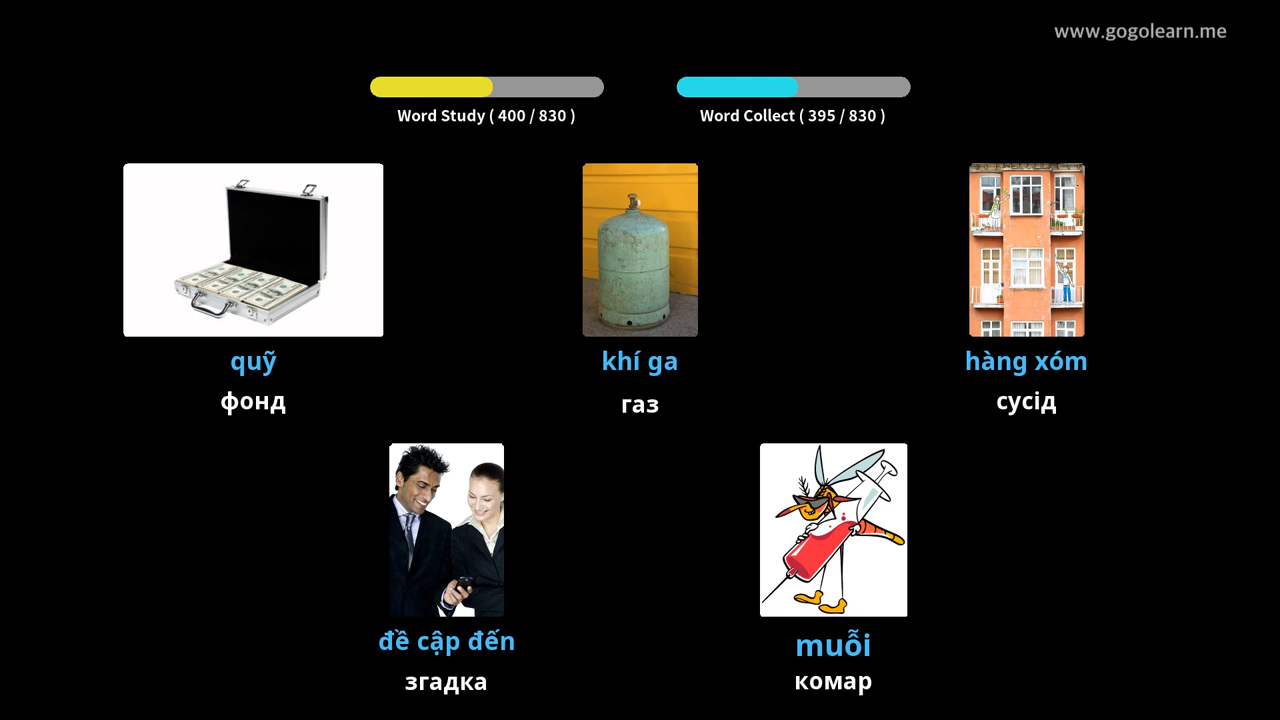 www.gogolearn.me
Word Study ( 400 / 830 )
Word Collect ( 395 / 830 )
quỹ
фонд
khí ga
газ
hàng xóm
сусід
đề cập đến
згадка
muỗi
комар